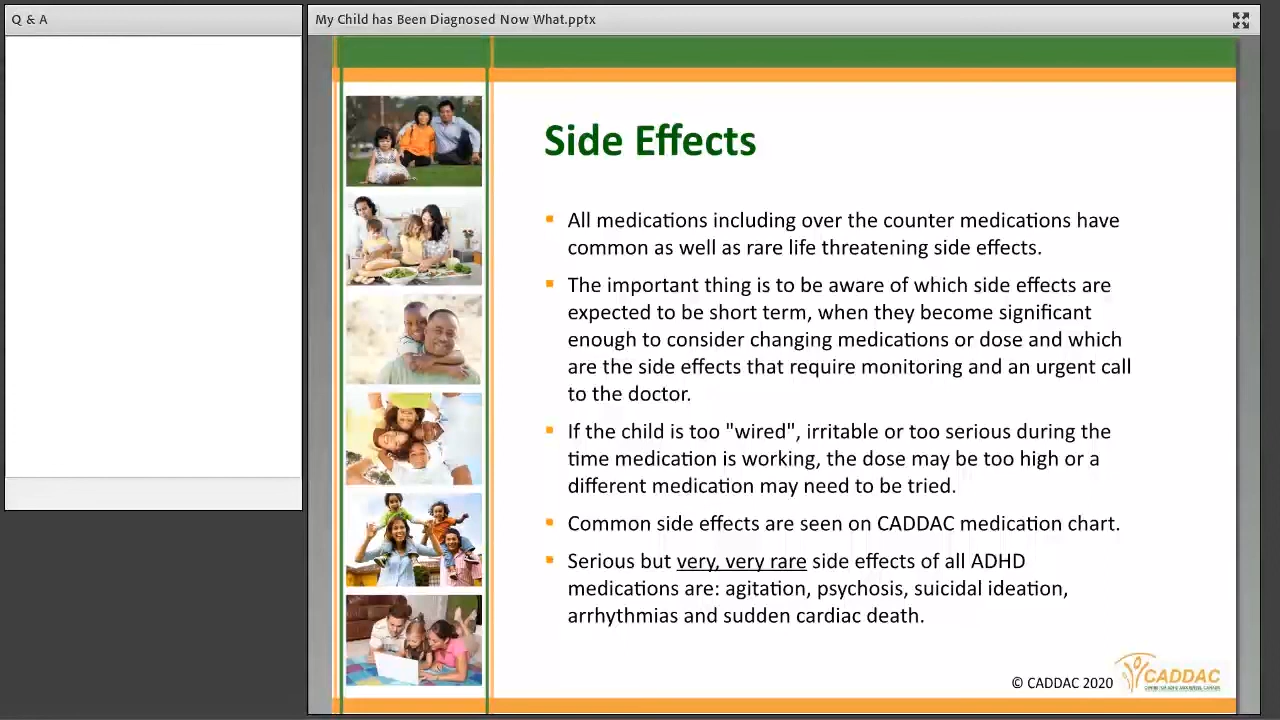 Q & A
My Child has Been Diagnosed Now What.pptx
Side Effects
All medications including over the counter medications have
common as well as rare life threatening side effects.
The important thing is to be aware of which side effects are
expected to be short term, when they become significant
enough to consider changing medications or dose and which
are the side effects that require monitoring and an urgent call
to the doctor.
If the child is too "wired", irritable or too serious during the
time medication is working, the dose may be too high or a
different medication may need to be tried.
Common side effects are seen on CADDAC medication chart.
Serious but very, very rare side effects of all ADHD
medications are: agitation, psychosis, suicidal ideation,
arrhythmias and sudden cardiac death.
© CADDAC 2020
CADDAC